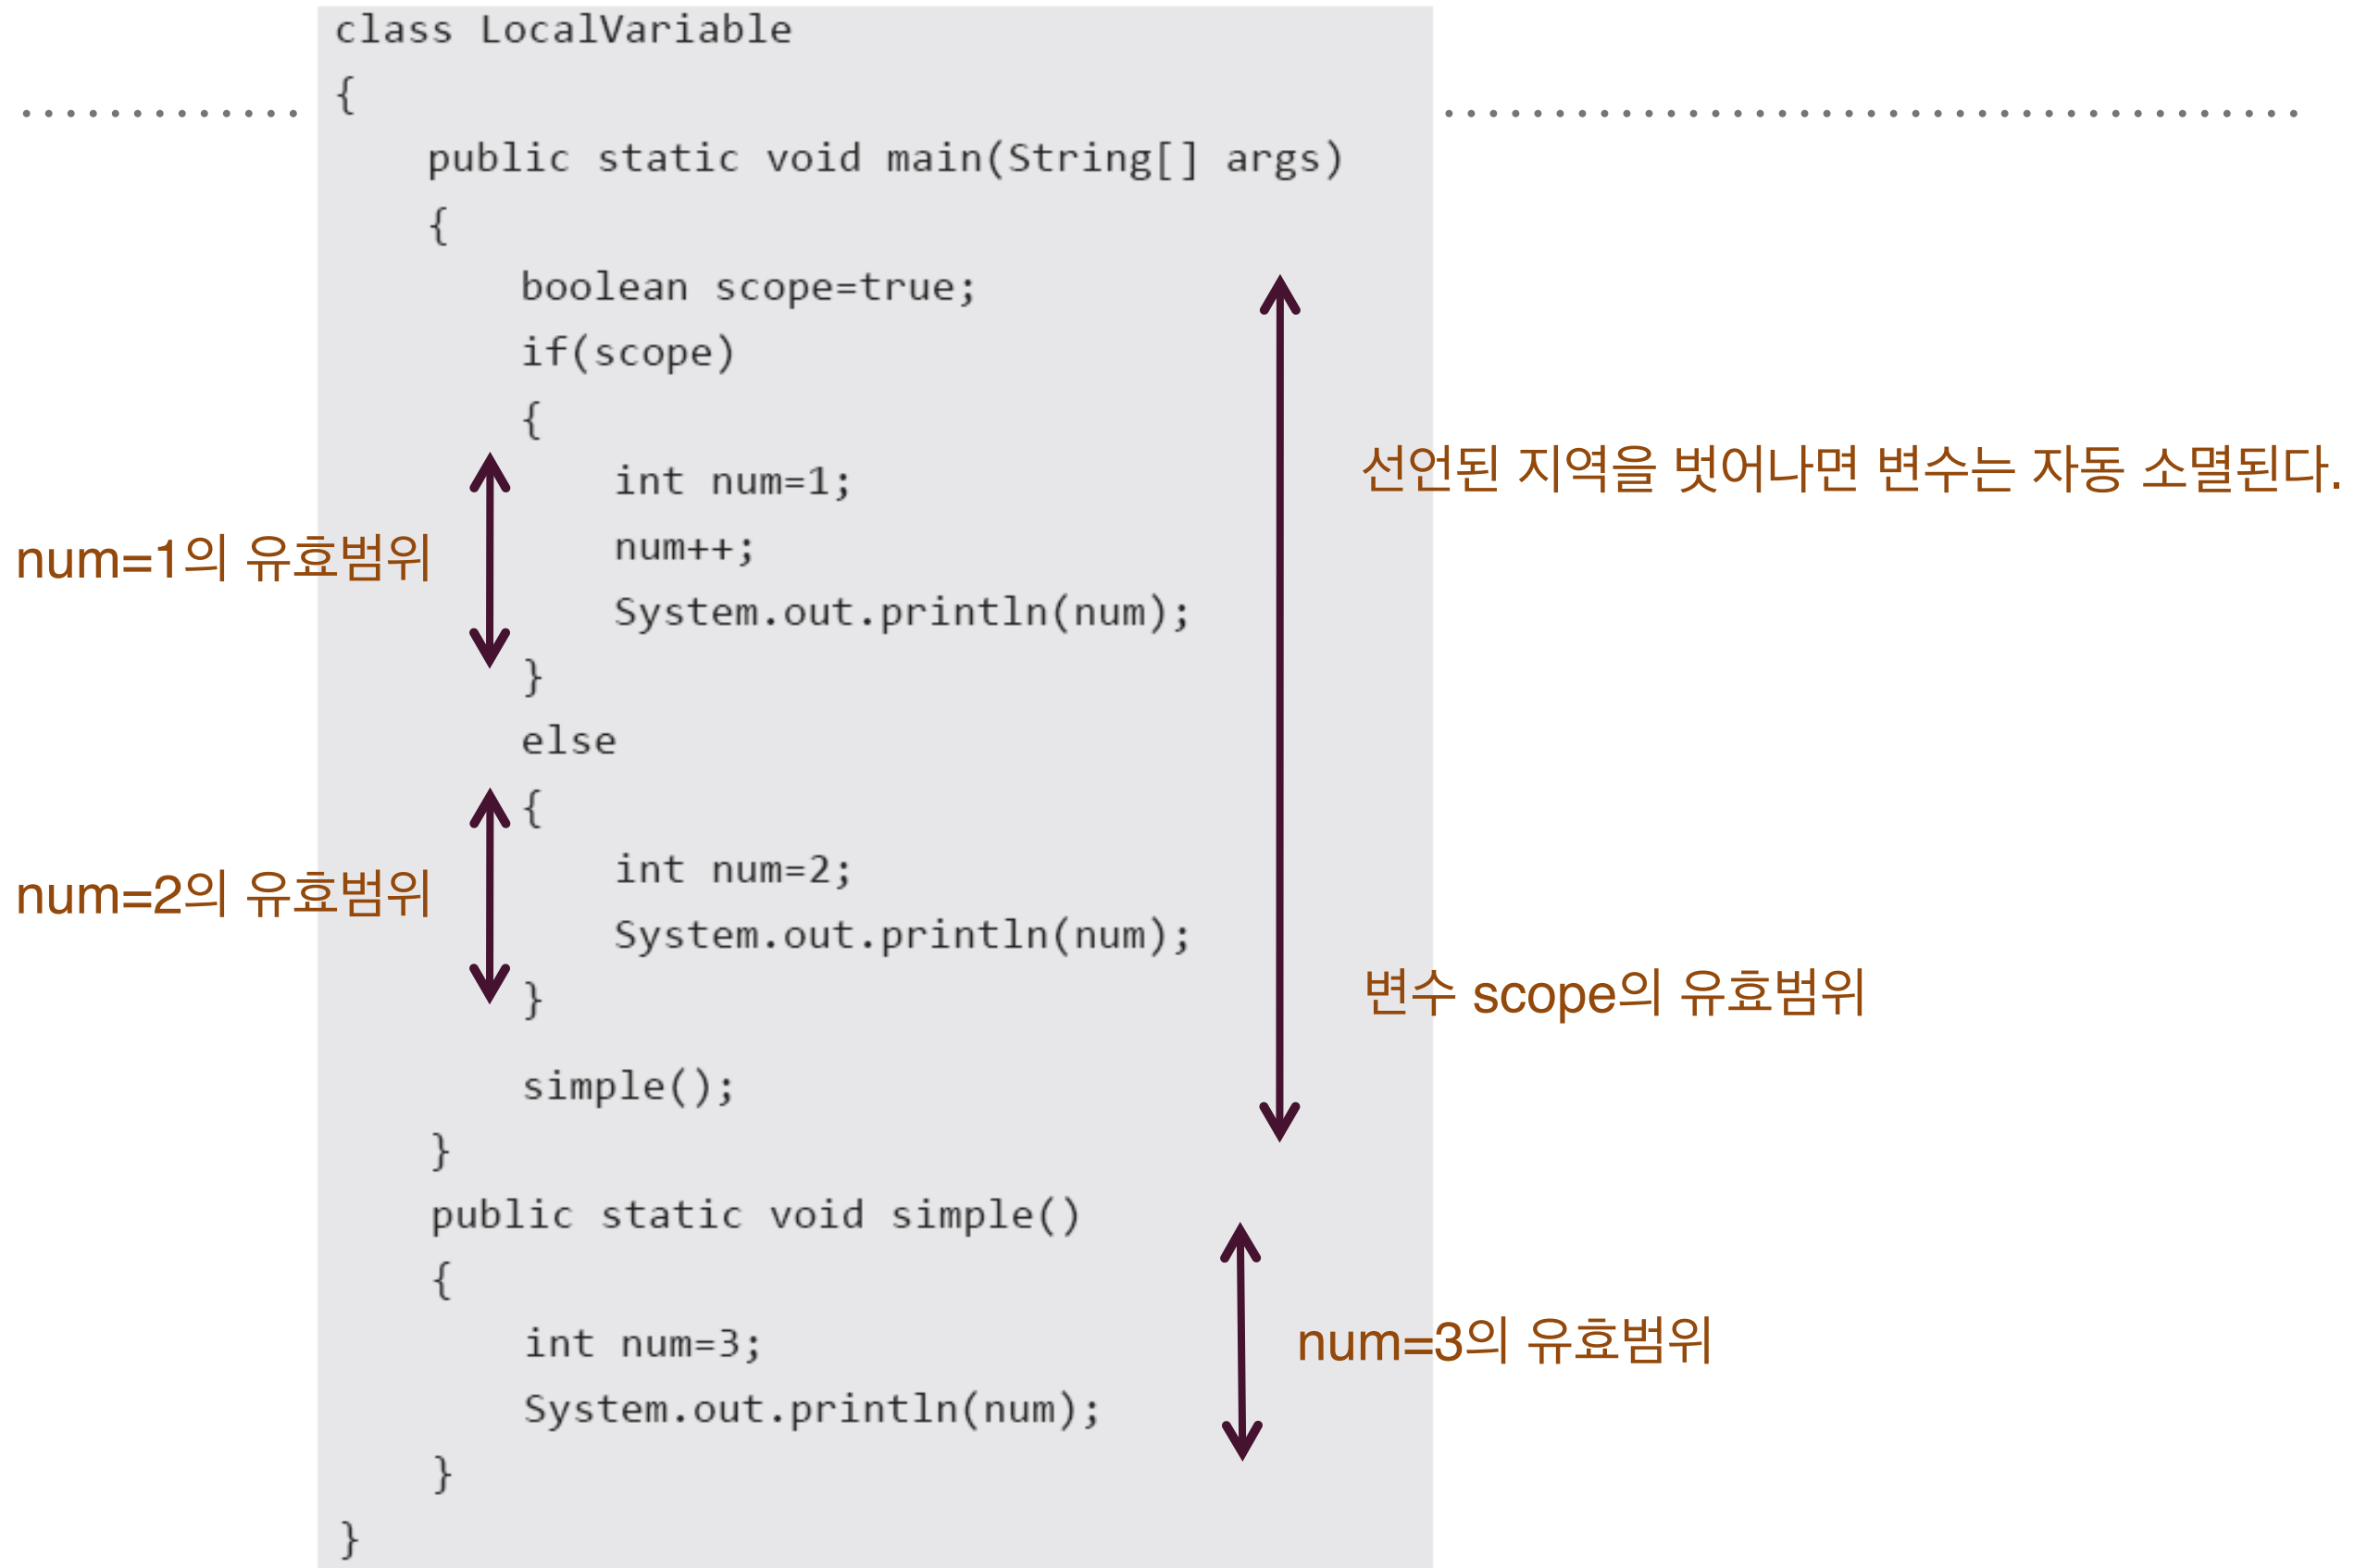 class LocalVariable
{
public static void main(String[] args)
{
boolean scope=true;
if(scope)
{
int num=1;
num++;
System.out.println(num);
}
else
{
int num=2;
System.out.println(num);
}
simple();
}
public static void simple()
{
int num=3;
System.out.println(num);
}
}
num=1의 유효범위
num=2의 유효범위
선언된 지역을 벗어나면 변수는 자동 소멸된다.
변수 scope의 유효범위
num=3의 유효범위